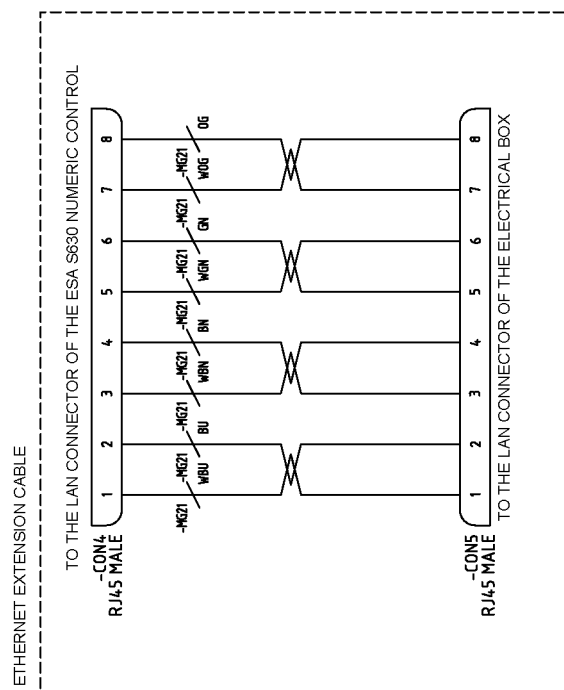 ETHERNET EXTENSION CABLE
TO THE LAN CONNECTOR OF THE ESA S630 NUMERIC CONTROL
-CON4
RJ45 MALE
1 2 3 4 5 6 7 8
-MG21 WBU
-MG21 BU
-MG21 WBN
-MG21 BN
-MG21 WGN
-MG21 GN
-MG21 WOG
-MG21 OG
-CON5
RJ45 MALE
1 2 3 4 5 6 7 8
TO THE LAN CONNECTOR OF THE ELECTRICAL BOX